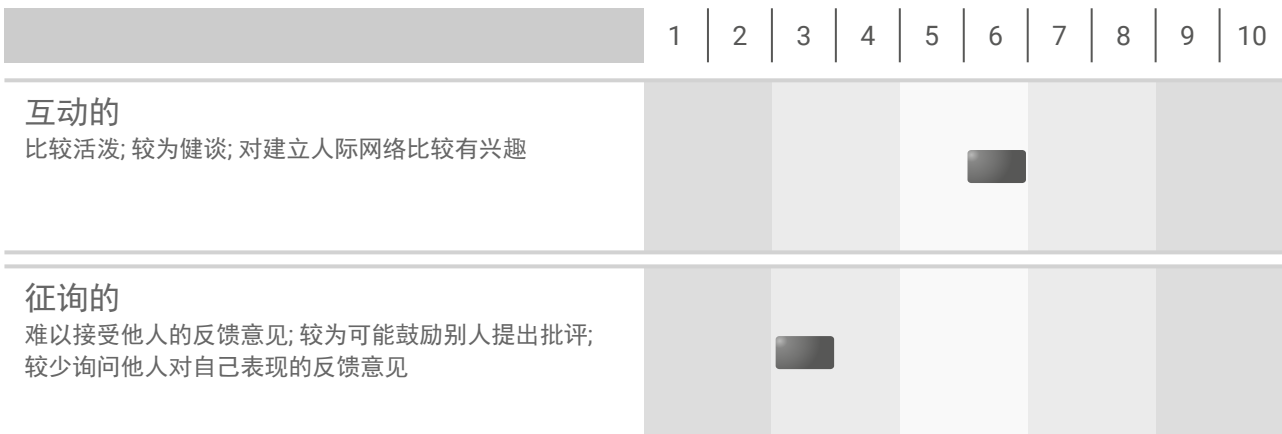 1 2 3 4 5 6 7 8 9 10
互动的
比较活泼; 较为健谈; 对建立人际网络比较有兴趣
征询的
难以接受他人的反馈意见; 较为可能鼓励别人提出批评;
较少询问他人对自己表现的反馈意见